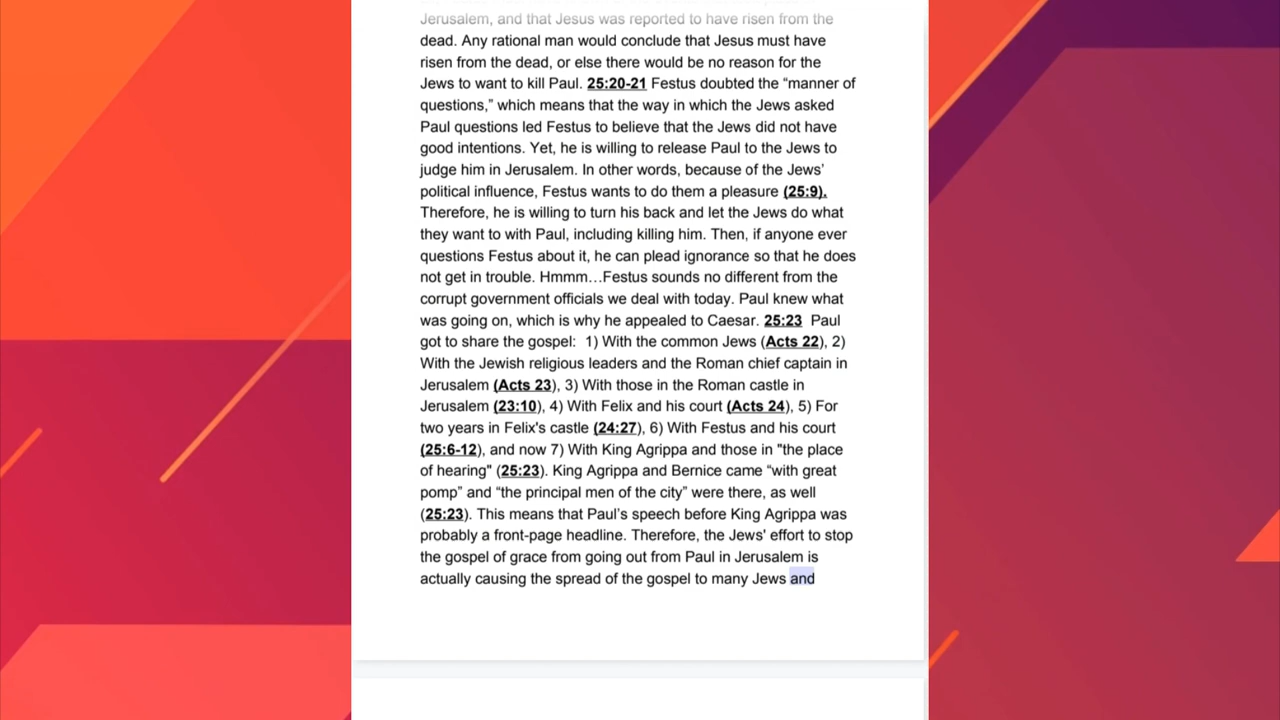 Jerusalem, and that Jesus was reported to have risen from the
dead. Any rational man would conclude that Jesus must have
risen from the dead, or else there would be no reason for the
Jews to want to kill Paul. 25:20-21 Festus doubted the “manner of
questions,” which means that the way in which the Jews asked
Paul questions led Festus to believe that the Jews did not have
good intentions. Yet, he is willing to release Paul to the Jews to
judge him in Jerusalem. In other words, because of the Jews’
political influence, Festus wants to do them a pleasure (25:9).
Therefore, he is willing to turn his back and let the Jews do what
they want to with Paul, including killing him. Then, if anyone ever
questions Festus about it, he can plead ignorance so that he does
not get in trouble. Hmmm…Festus sounds no different from the
corrupt government officials we deal with today. Paul knew what
was going on, which is why he appealed to Caesar. 25:23  Paul
got to share the gospel:  1) With the common Jews (Acts 22), 2)
With the Jewish religious leaders and the Roman chief captain in
Jerusalem (Acts 23), 3) With those in the Roman castle in
Jerusalem (23:10), 4) With Felix and his court (Acts 24), 5) For
two years in Felix's castle (24:27), 6) With Festus and his court
(25:6-12), and now 7) With King Agrippa and those in "the place
of hearing" (25:23). King Agrippa and Bernice came “with great
pomp” and “the principal men of the city” were there, as well
(25:23). This means that Paul’s speech before King Agrippa was
probably a front-page headline. Therefore, the Jews' effort to stop
the gospel of grace from going out from Paul in Jerusalem is
actually causing the spread of the gospel to many Jews and